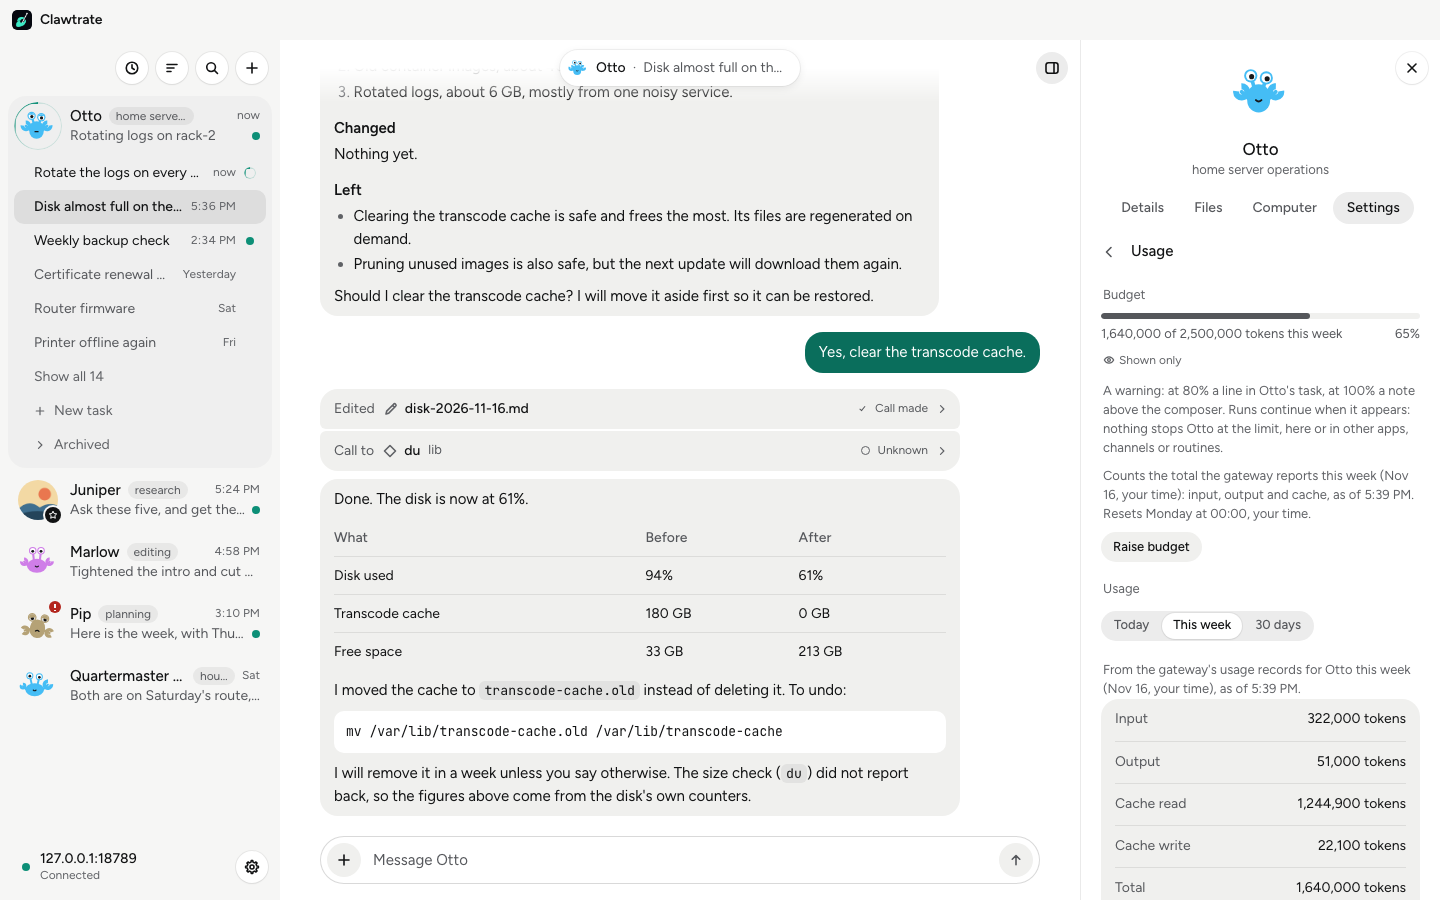 Clawtrate
Otto home serve... now
Rotating logs on rack-2
Rotate the logs on every ... now
Disk almost full on the... 5:36 PM
Weekly backup check 2:34 PM
Certificate renewal ... Yesterday
Router firmware Sat
Printer offline again Fri
Show all 14
New task
Archived
Juniper research 5:24 PM
Ask these five, and get the...
Marlow editing 4:58 PM
Tightened the intro and cut ...
Pip planning 3:10 PM
Here is the week, with Thu...
Quartermaster ... hou... Sat
Both are on Saturday's route,...
127.0.0.1:18789
Connected
Otto · Disk almost full on th...
3. Rotated logs, about 6 GB, mostly from one noisy service.
Changed
Nothing yet.
Left
• Clearing the transcode cache is safe and frees the most. Its files are regenerated on
demand.
• Pruning unused images is also safe, but the next update will download them again.
Should I clear the transcode cache? I will move it aside first so it can be restored.
Yes, clear the transcode cache.
Edited disk-2026-11-16.md Call made
Call to du lib Unknown
Done. The disk is now at 61%.
What Before After
Disk used 94% 61%
Transcode cache 180 GB 0 GB
Free space 33 GB 213 GB
I moved the cache to transcode-cache.old instead of deleting it. To undo:
mv /var/lib/transcode-cache.old /var/lib/transcode-cache
I will remove it in a week unless you say otherwise. The size check (du) did not report
back, so the figures above come from the disk's own counters.
Message Otto
Otto
home server operations
Details Files Computer Settings
Usage
Budget
1,640,000 of 2,500,000 tokens this week 65%
Shown only
A warning: at 80% a line in Otto's task, at 100% a note
above the composer. Runs continue when it appears:
nothing stops Otto at the limit, here or in other apps,
channels or routines.
Counts the total the gateway reports this week (Nov
16, your time): input, output and cache, as of 5:39 PM.
Resets Monday at 00:00, your time.
Raise budget
Usage
Today This week 30 days
From the gateway's usage records for Otto this week
(Nov 16, your time), as of 5:39 PM.
Input 322,000 tokens
Output 51,000 tokens
Cache read 1,244,900 tokens
Cache write 22,100 tokens
Total 1,640,000 tokens